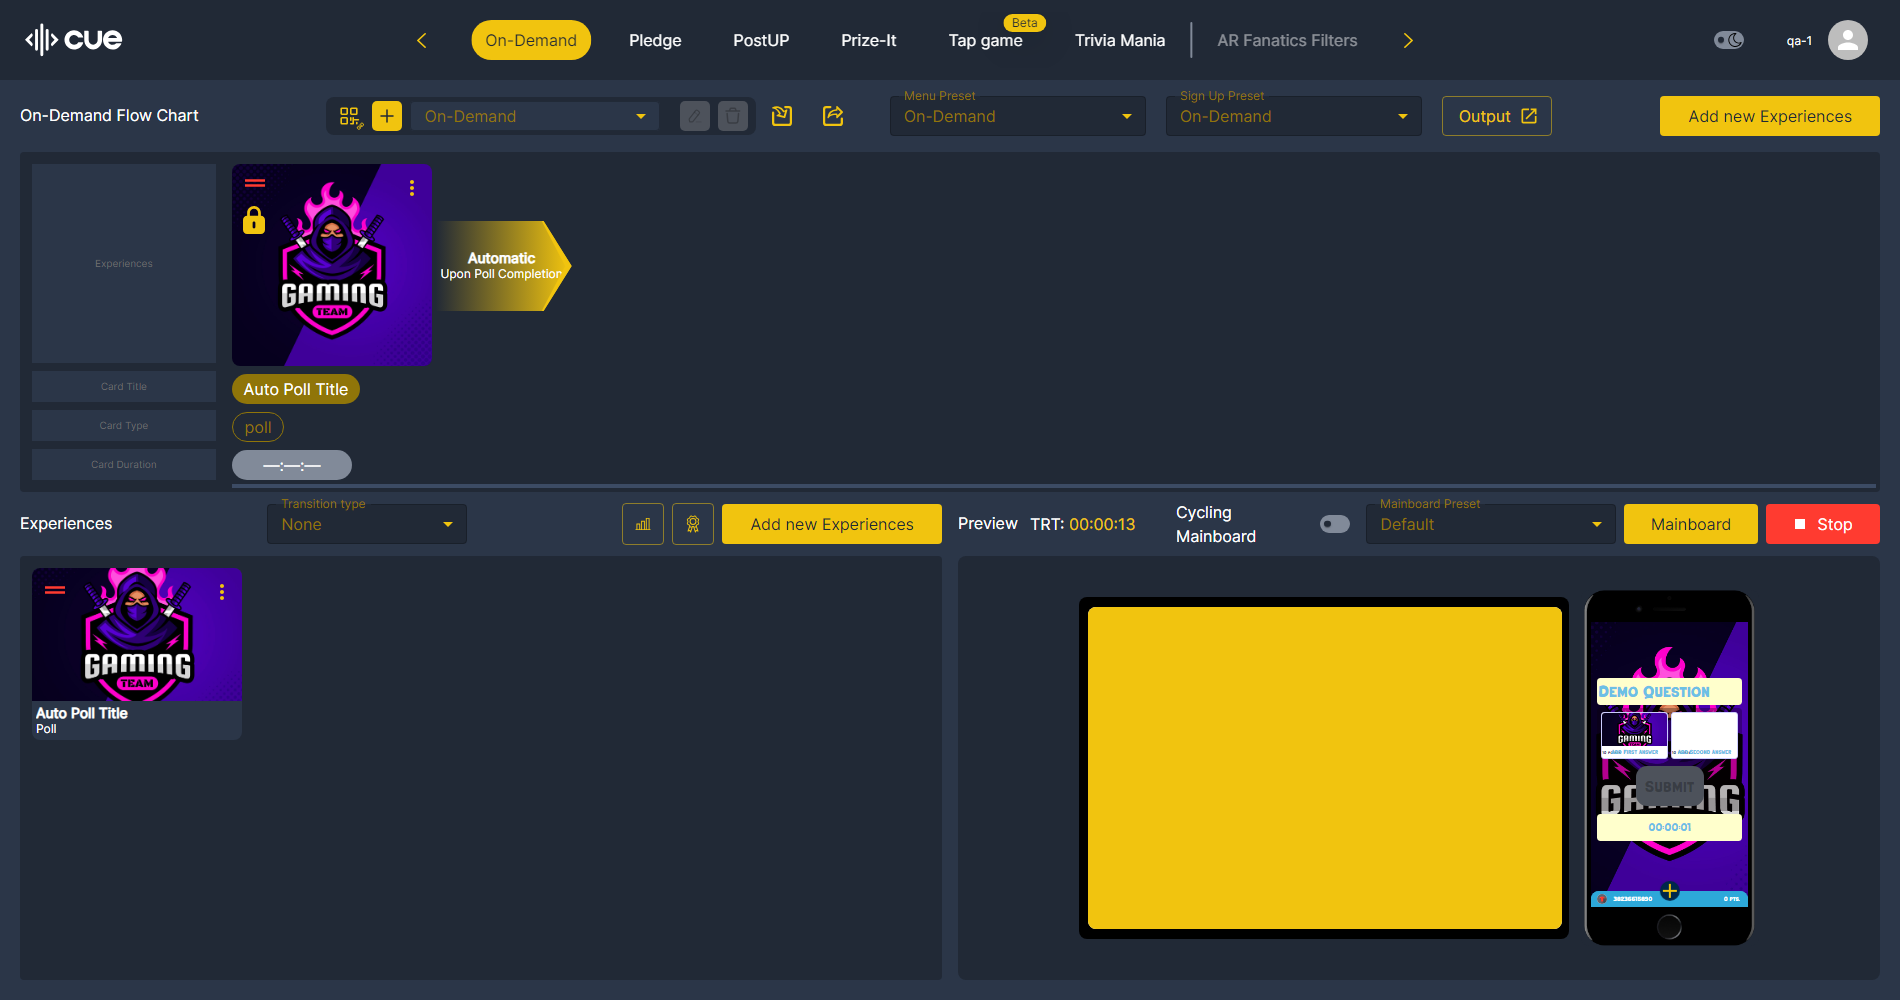 cue
On-Demand
Pledge
PostUP
Prize-It
Tap game
Beta
Trivia Mania
AR Fanatics Filters
qa-1
On-Demand Flow Chart
On-Demand
Menu Preset
On-Demand
Sign Up Preset
On-Demand
Output
Add new Experiences
Experiences
GAMING
TEAM
Automatic
Upon Poll Completion
Card Title
Auto Poll Title
Card Type
poll
Card Duration
—:—:—
Experiences
Transition type
None
Add new Experiences
Preview
TRT: 00:00:13
Cycling
Mainboard
Mainboard Preset
Default
Mainboard
Stop
GAMING
TEAM
Auto Poll Title
Poll
Demo Question
GAMING
Submit
GAMING
00:00:01